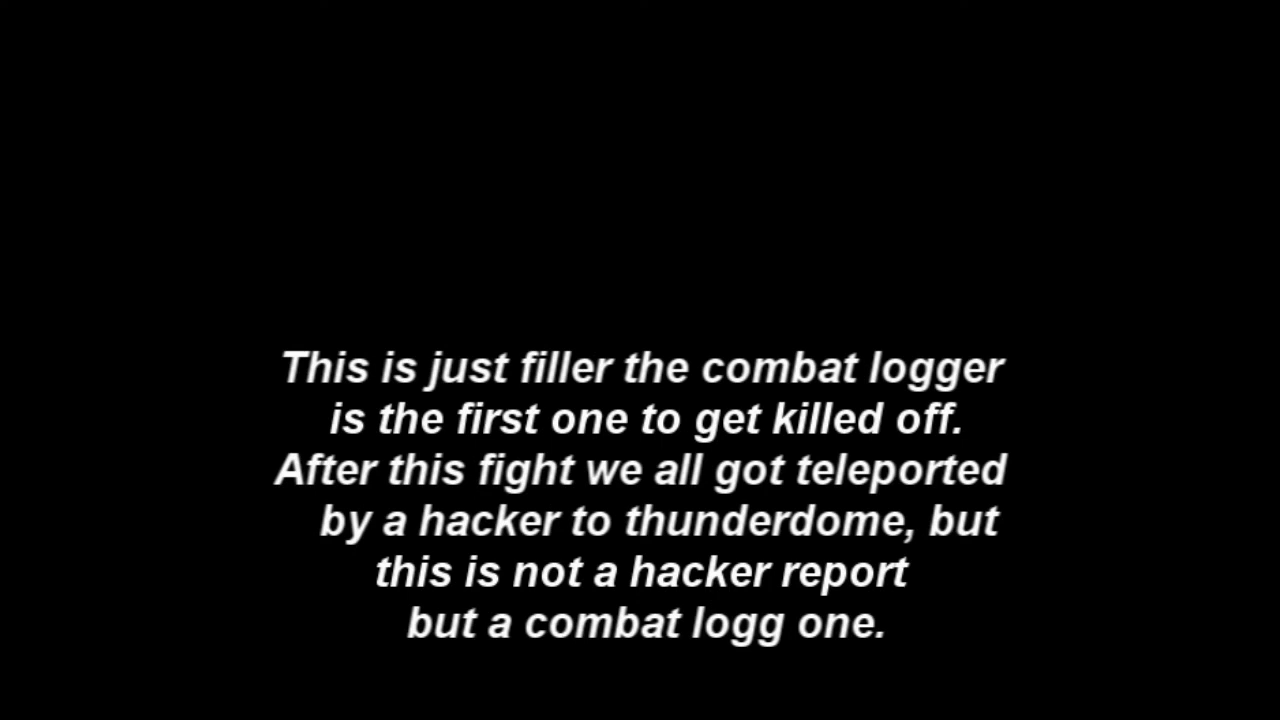 This is just filler the combat logger
is the first one to get killed off.
After this fight we all got teleported
by a hacker to thunderdome, but
this is not a hacker report
but a combat logg one.